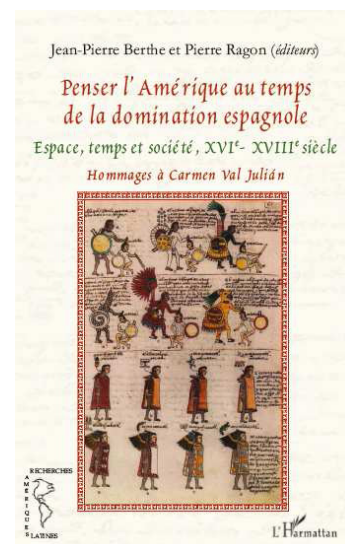 Jean-Pierre Berthe et Pierre Ragon (éditeurs)
Penser l'Amérique au temps
de la domination espagnole
Espace, temps et société, XVIe- XVIIIe siècle
Hommages à Carmen Val Julián
RECHERCHES
AMÉRIQUES
LATINES
L'Harmattan